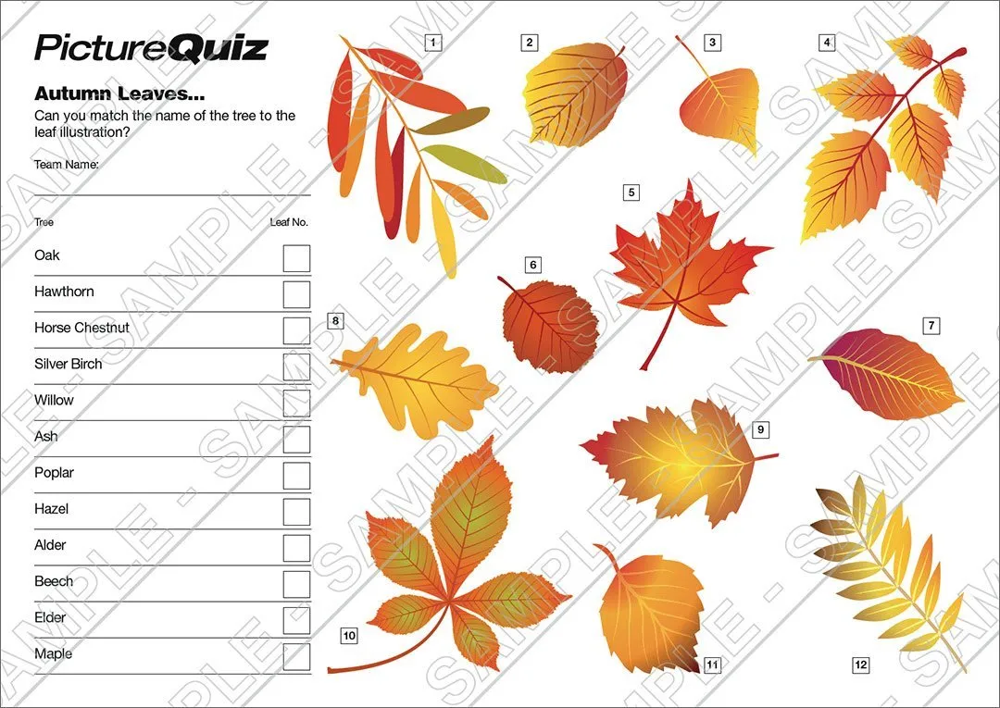 PictureQuiz
Autumn Leaves...
Can you match the name of the tree to the
leaf illustration?
Team Name:
Tree Leaf No.
Oak
Hawthorn
Horse Chestnut
Silver Birch
Willow
Ash
Poplar
Hazel
Alder
Beech
Elder
Maple
1
2
3
4
5
6
7
8
9
10
11
12
SAMPLE - SAMPLE - SAMPLE - SAMPLE